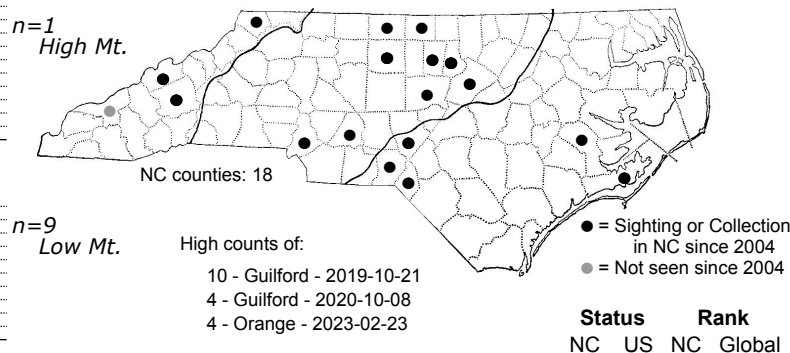 n=1
High Mt.
NC counties: 18
n=9
Low Mt.
High counts of:
10 - Guilford - 2019-10-21
4 - Guilford - 2020-10-08
4 - Orange - 2023-02-23
= Sighting or Collection
in NC since 2004
= Not seen since 2004
Status Rank
NC US NC Global